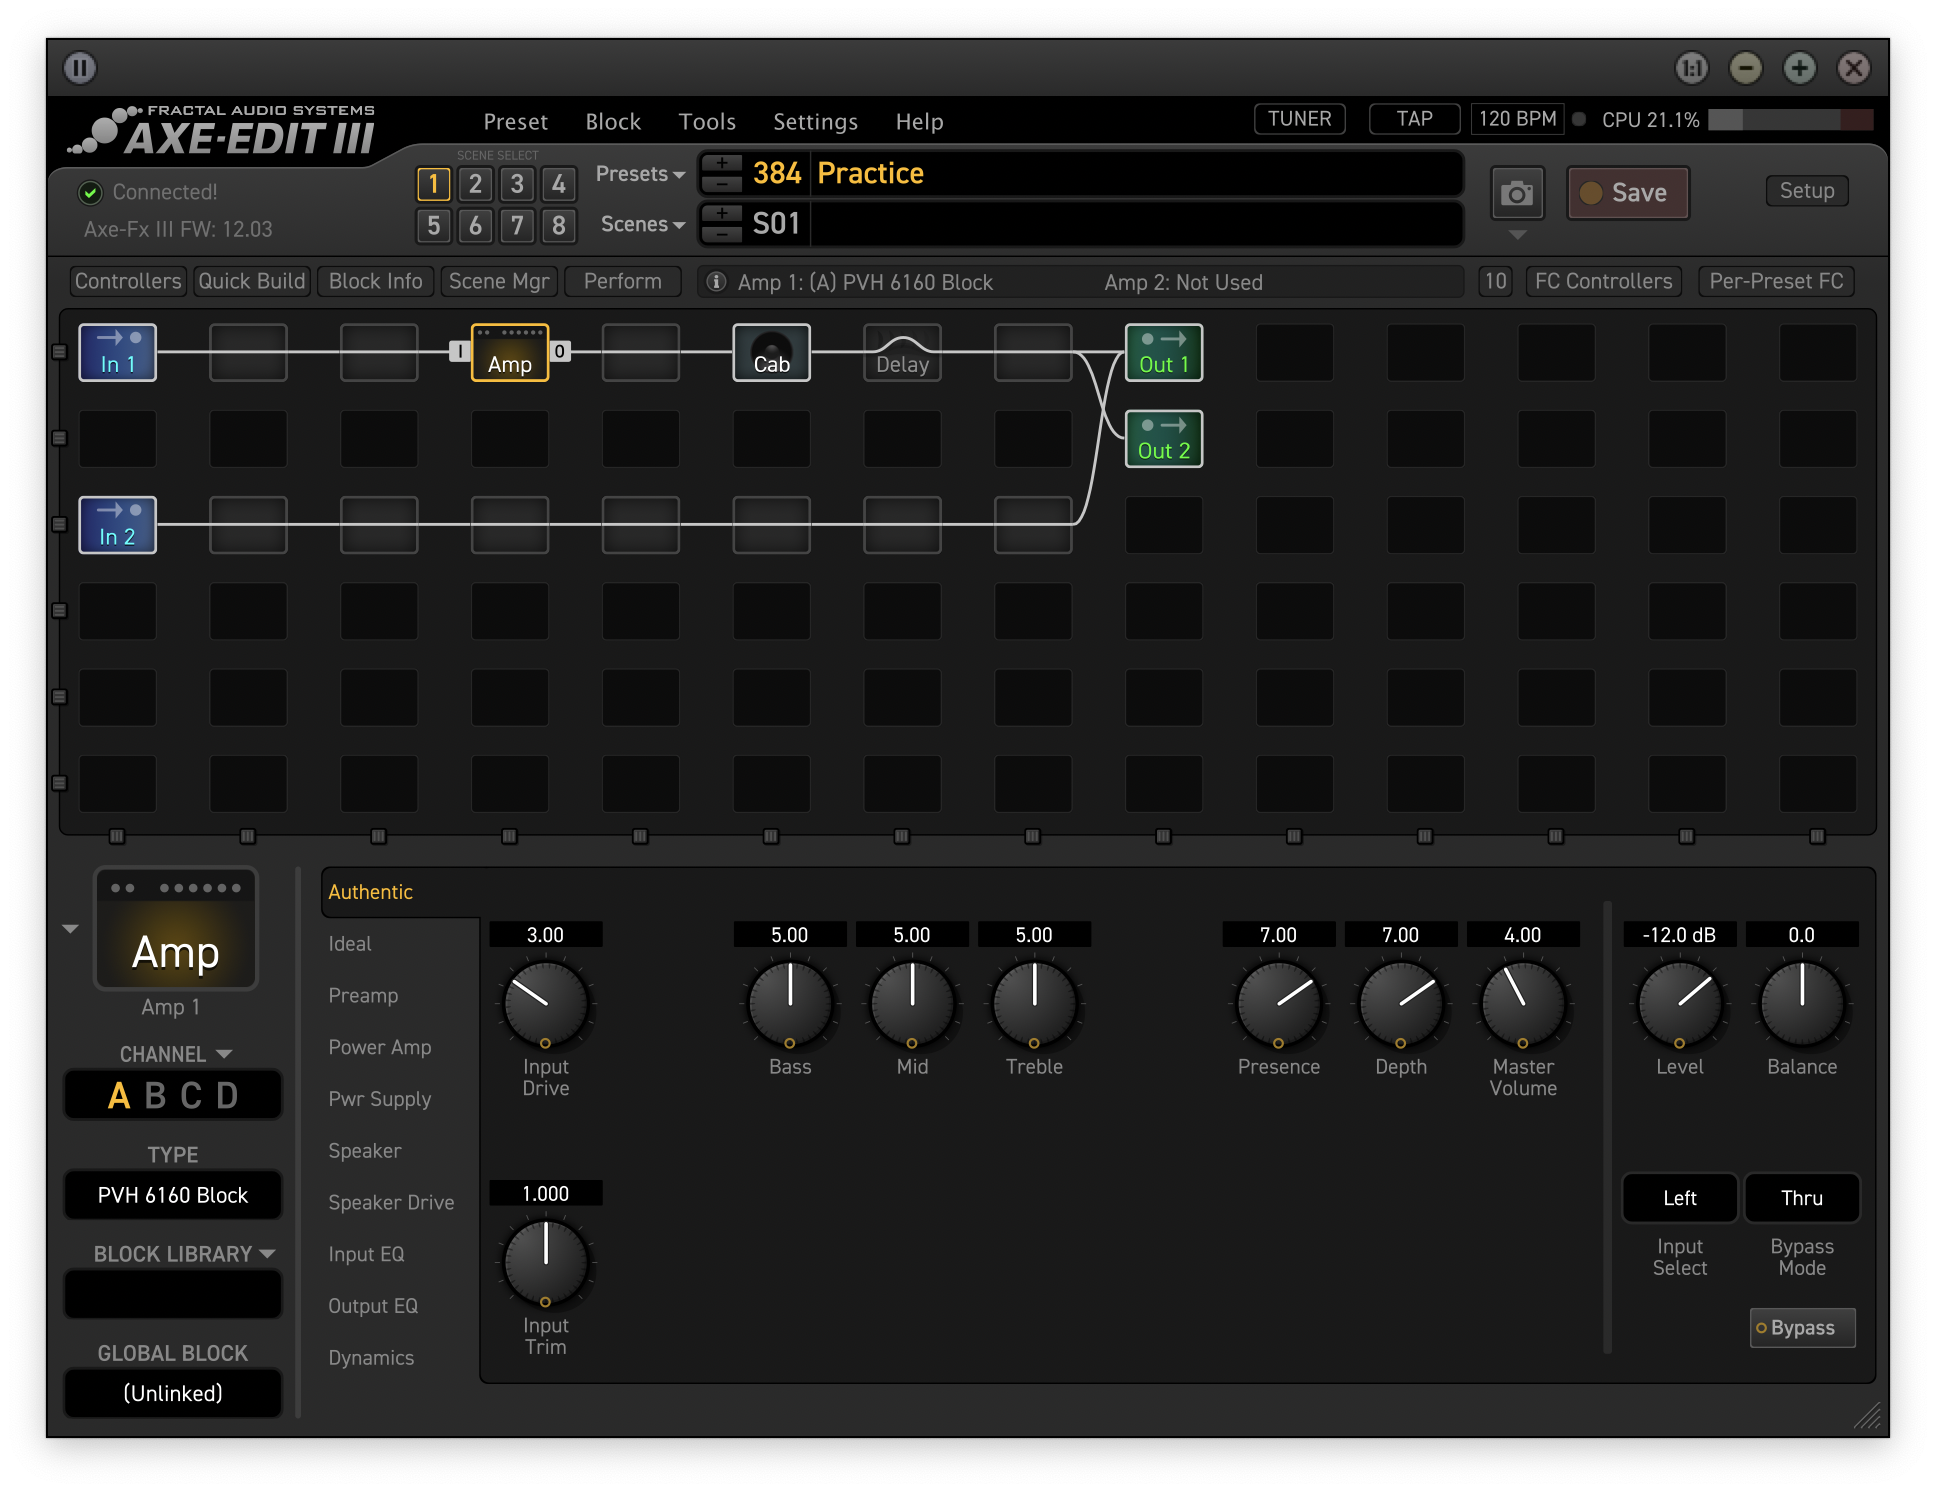 FRACTAL AUDIO SYSTEMS
AXE-EDIT III
Preset Block Tools Settings Help
TUNER TAP 120 BPM CPU 21.1%
Connected!
Axe-Fx III FW: 12.03
SCENE SELECT
1 2 3 4
5 6 7 8
Presets 384 Practice
Scenes S01
Save
Setup
Controllers Quick Build Block Info Scene Mgr Perform
Amp 1: (A) PVH 6160 Block Amp 2: Not Used
10 FC Controllers Per-Preset FC
In 1 I Amp O Cab Delay Out 1
Out 2
In 2
Amp
Amp 1
CHANNEL
A B C D
TYPE
PVH 6160 Block
BLOCK LIBRARY
GLOBAL BLOCK
(Unlinked)
Authentic
Ideal
Preamp
Power Amp
Pwr Supply
Speaker
Speaker Drive
Input EQ
Output EQ
Dynamics
3.00 5.00 5.00 5.00 7.00 7.00 4.00 -12.0 dB 0.0
Input Drive Bass Mid Treble Presence Depth Master Volume Level Balance
1.000
Input Trim
Left Thru
Input Select Bypass Mode
Bypass
1:1